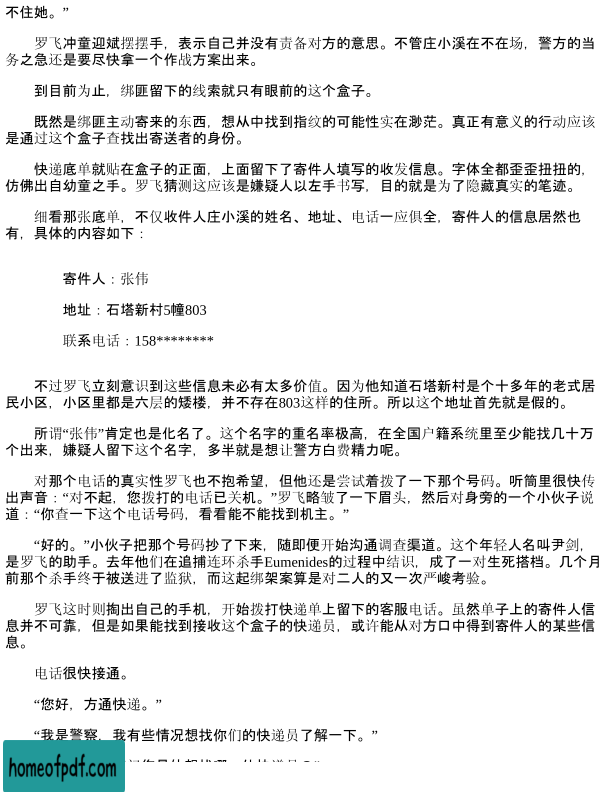 不住她。”
罗飞冲童迎斌摆摆手，表示自己并没有责备对方的意思。不管庄小溪在不在场，警方的当
务之急还是要尽快拿一个作战方案出来。
到目前为止，绑匪留下的线索就只有眼前的这个盒子。
既然是绑匪主动寄来的东西，想从中找到指纹的可能性实在渺茫。真正有意义的行动应该
是通过这个盒子查找出寄送者的身份。
快递底单就贴在盒子的正面，上面留下了寄件人填写的收发信息。字体全都歪歪扭扭的，
仿佛出自幼童之手。罗飞猜测这应该是嫌疑人以左手书写，目的就是为了隐藏真实的笔迹。
细看那张底单，不仅收件人庄小溪的姓名、地址、电话一应俱全，寄件人的信息居然也
有，具体的内容如下：
寄件人：张伟
地址：石塔新村5幢803
联系电话：158********
不过罗飞立刻意识到这些信息未必有太多价值。因为他知道石塔新村是个十多年的老式居
民小区，小区里都是六层的矮楼，并不存在803这样的住所。所以这个地址首先就是假的。
所谓“张伟”肯定也是化名了。这个名字的重名率极高，在全国户籍系统里至少能找几十万
个出来，嫌疑人留下这个名字，多半就是想让警方白费精力呢。
对那个电话的真实性罗飞也不抱希望，但他还是尝试着拨了一下那个号码。听筒里很快传
出声音：“对不起，您拨打的电话已关机。”罗飞略皱了一下眉头，然后对身旁的一个小伙子说
道：“你查一下这个电话号码，看看能不能找到机主。”
“好的。”小伙子把那个号码抄了下来，随即便开始沟通调查渠道。这个年轻人名叫尹剑，
是罗飞的助手。去年他们在追捕连环杀手Eumenides的过程中结识，成了一对生死搭档。几个月
前那个杀手终于被送进了监狱，而这起绑架案算是对二人的又一次严峻考验。
罗飞这时则掏出自己的手机，开始拨打快递单上留下的客服电话。虽然单子上的寄件人信
息并不可靠，但是如果能找到接收这个盒子的快递员，或许能从对方口中得到寄件人的某些信
息。
电话很快接通。
“您好，方通快递。”
“我是警察，我有些情况想找你们的快递员了解一下。”
homeofpdf.com